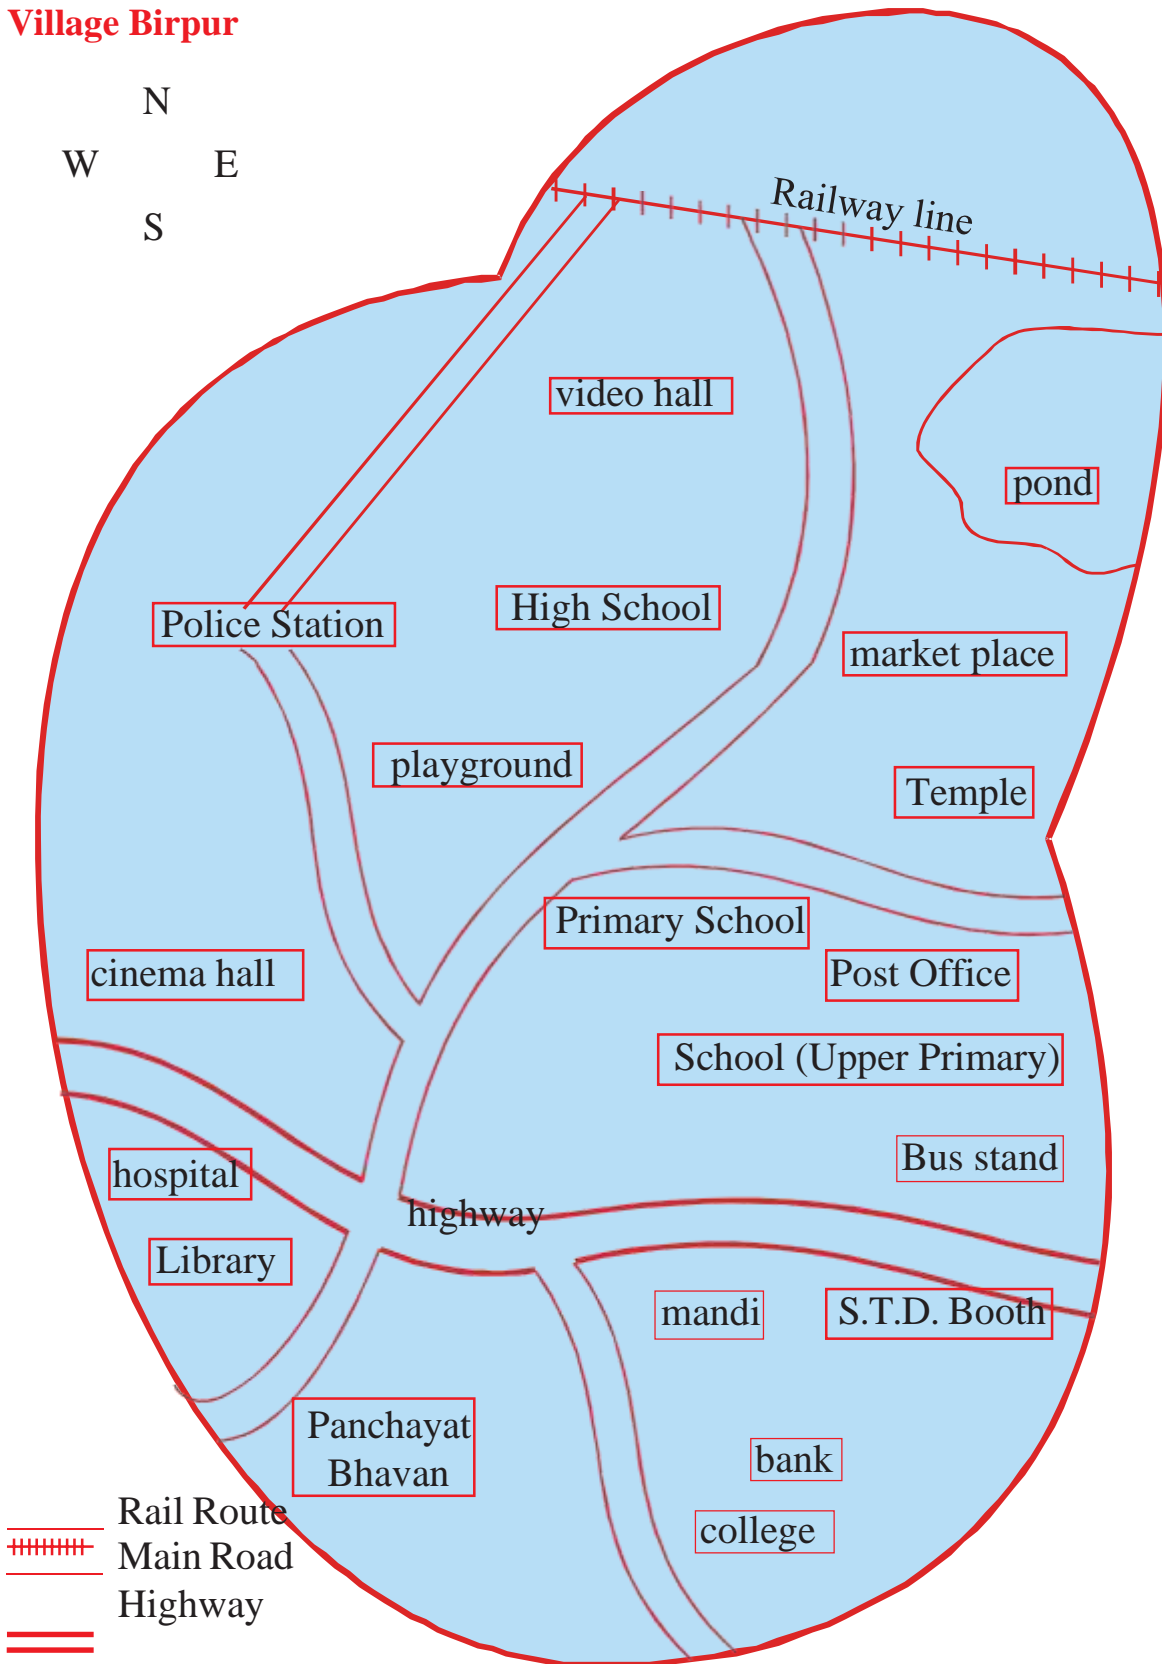 Village Birpur
N
W E
S
Railway line
video hall
pond
High School
Police Station
market place
playground
Temple
Primary School
cinema hall
Post Office
School (Upper Primary)
Bus stand
hospital
highway
Library
mandi
S.T.D. Booth
Panchayat
Bhavan
bank
college
Rail Route
Main Road
Highway